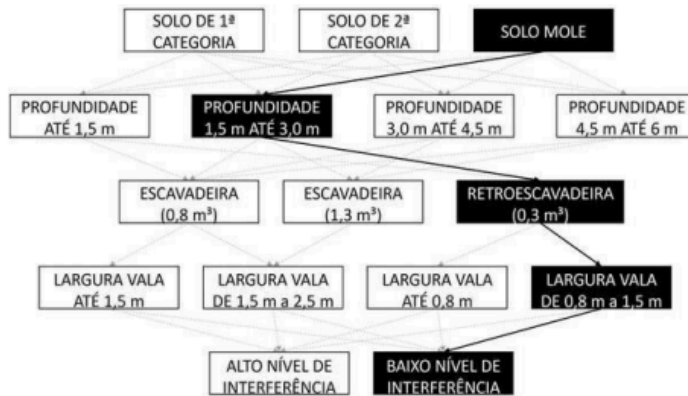 SOLO DE 1ª
CATEGORIA
SOLO DE 2ª
CATEGORIA
SOLO MOLE
PROFUNDIDADE
ATÉ 1,5 m
PROFUNDIDADE
1,5 m ATÉ 3,0 m
PROFUNDIDADE
3,0 m ATÉ 4,5 m
PROFUNDIDADE
4,5 m ATÉ 6 m
ESCAVADEIRA
(0,8 m³)
ESCAVADEIRA
(1,3 m³)
RETROESCAVADEIRA
(0,3 m³)
LARGURA VALA
ATÉ 1,5 m
LARGURA VALA
DE 1,5 m a 2,5 m
LARGURA VALA
ATÉ 0,8 m
LARGURA VALA
DE 0,8 m a 1,5 m
ALTO NÍVEL DE
INTERFERÊNCIA
BAIXO NÍVEL DE
INTERFERÊNCIA